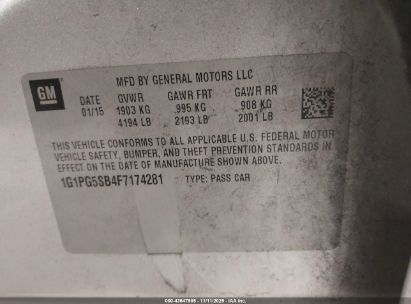 GM
MFD BY GENERAL MOTORS LLC
DATE GVWR GAWR FRT GAWR RR
01/15 1903 KG 995 KG 908 KG
4194 LB 2193 LB 2001 LB
THIS VEHICLE CONFORMS TO ALL APPLICABLE U.S. FEDERAL MOTOR
VEHICLE SAFETY, BUMPER, AND THEFT PREVENTION STANDARDS IN
EFFECT ON THE DATE OF MANUFACTURE SHOWN ABOVE.
1G1PG5SB4F7174281 TYPE: PASS CAR